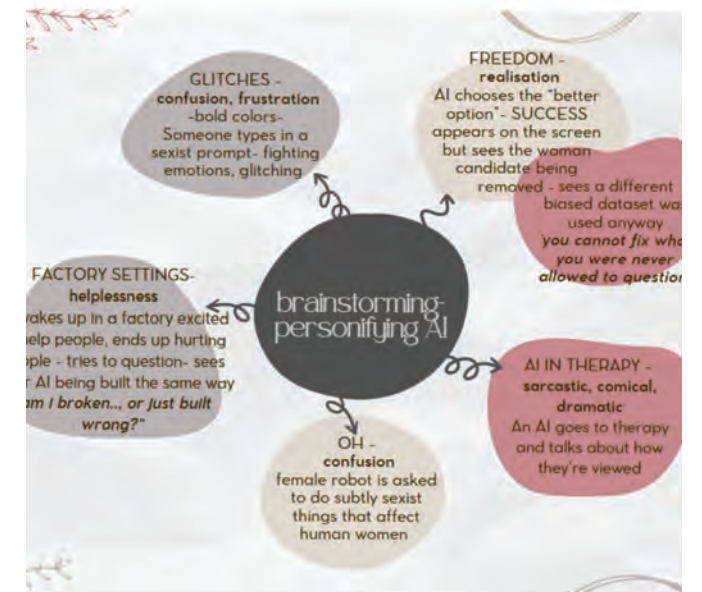 GLITCHES -
confusion, frustration
-bold colors-
Someone types in a
sexist prompt- fighting
emotions, glitching
FREEDOM -
realisation
AI chooses the "better
option"- SUCCESS
appears on the screen
but sees the woman
candidate being
removed - sees a different
biased dataset
used anyway
you cannot fix
you were never
allowed to question
brainstorming-
personifying AI
FACTORY SETTINGS-
helplessness
up in a factory excited
people, ends up hurting
- tries to question- sees
AI being built the same way
am I broken.., or just built
wrong?"
AI IN THERAPY -
sarcastic, comical,
dramatic
An AI goes to therapy
and talks about how
they're viewed
OH -
confusion
female robot is asked
to do subtly sexist
things that affect
human women